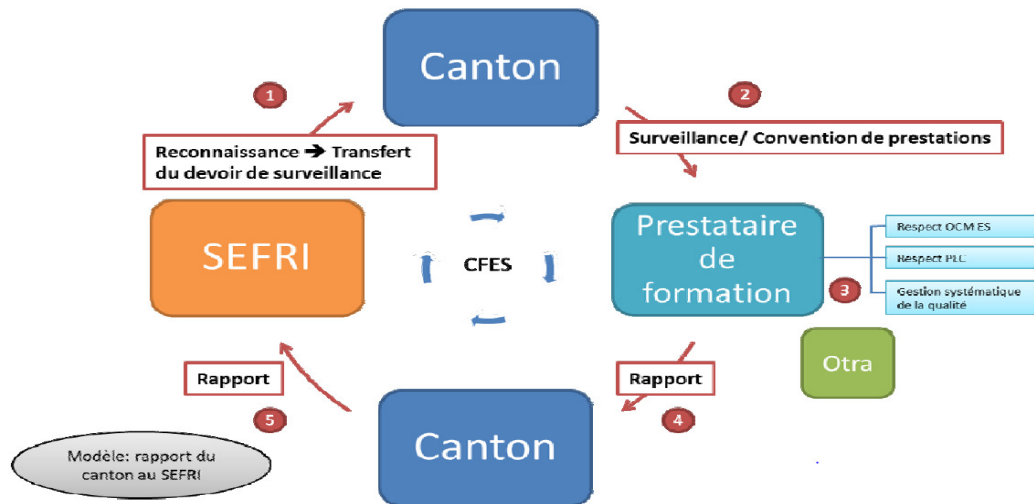 Canton
1
2
Reconnaissance ➔ Transfert
du devoir de surveillance
Surveillance/ Convention de prestations
SEFRI
CFES
Prestataire
de
formation
Respect OCM ES
Respect PEC
Gestion systématique
de la qualité
3
Otra
Rapport
Rapport
5
4
Canton
Modèle: rapport du
canton au SEFRI